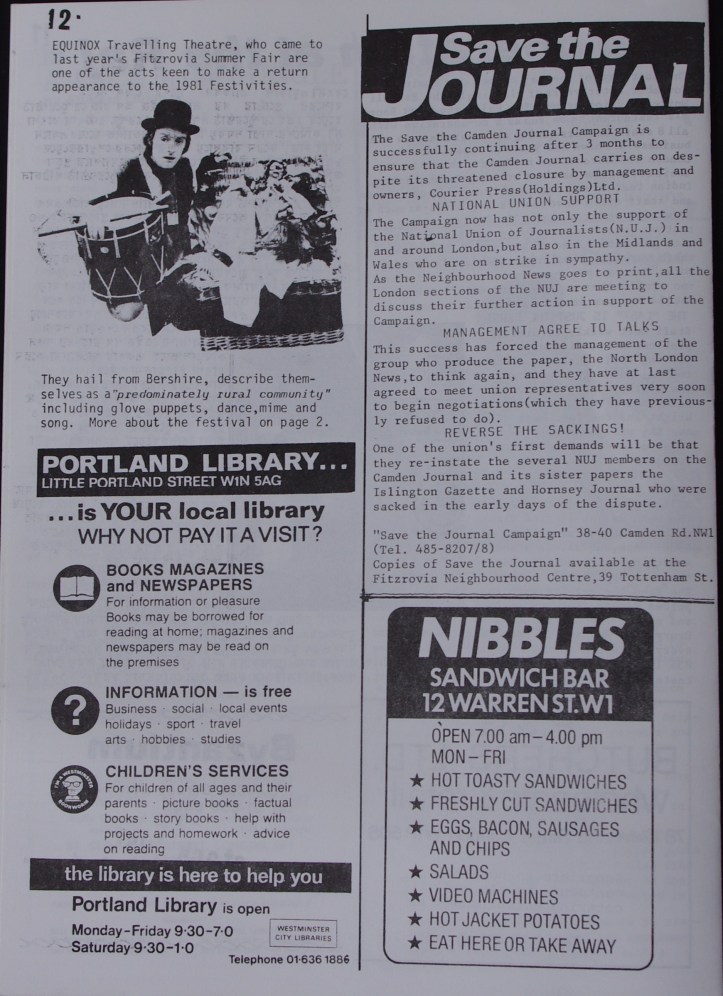 12.
EQUINOX Travelling Theatre, who came to
last year's Fitzrovia Summer Fair are
one of the acts keen to make a return
appearance to the 1981 Festivities.
They hail from Bershire, describe them-
selves as a "predominately rural community"
including glove puppets, dance,mime and
song. More about the festival on page 2.
PORTLAND LIBRARY...
LITTLE PORTLAND STREET W1N 5AG
...is YOUR local library
WHY NOT PAY IT A VISIT?
BOOKS MAGAZINES
and NEWSPAPERS
For information or pleasure
Books may be borrowed for
reading at home; magazines and
newspapers may be read on
the premises
?
INFORMATION — is free
Business · social · local events
holidays · sport · travel
arts · hobbies · studies
I'M A WESTMINSTER
BOOKWORM
CHILDREN'S SERVICES
For children of all ages and their
parents · picture books · factual
books · story books · help with
projects and homework · advice
on reading
the library is here to help you
Portland Library is open
Monday-Friday 9·30-7·0
Saturday 9·30-1·0
WESTMINSTER
CITY LIBRARIES
Telephone 01·636 1886
Save the
JOURNAL
The Save the Camden Journal Campaign is
successfully continuing after 3 months to
ensure that the Camden Journal carries on des-
pite its threatened closure by management and
owners, Courier Press(Holdings)Ltd.
NATIONAL UNION SUPPORT
The Campaign now has not only the support of
the National Union of Journalists(N.U.J.) in
and around London,but also in the Midlands and
Wales who are on strike in sympathy.
As the Neighbourhood News goes to print,all the
London sections of the NUJ are meeting to
discuss their further action in support of the
Campaign.
MANAGEMENT AGREE TO TALKS
This success has forced the management of the
group who produce the paper, the North London
News,to think again, and they have at last
agreed to meet union representatives very soon
to begin negotiations(which they have previous-
ly refused to do).
REVERSE THE SACKINGS!
One of the union's first demands will be that
they re-instate the several NUJ members on the
Camden Journal and its sister papers the
Islington Gazette and Hornsey Journal who were
sacked in the early days of the dispute.
"Save the Journal Campaign" 38-40 Camden Rd.NW1
(Tel. 485-8207/8)
Copies of Save the Journal available at the
Fitzrovia Neighbourhood Centre,39 Tottenham St.
NIBBLES
SANDWICH BAR
12 WARREN ST.W1
OPEN 7.00 am – 4.00 pm
MON – FRI
★ HOT TOASTY SANDWICHES
★ FRESHLY CUT SANDWICHES
★ EGGS, BACON, SAUSAGES
AND CHIPS
★ SALADS
★ VIDEO MACHINES
★ HOT JACKET POTATOES
★ EAT HERE OR TAKE AWAY